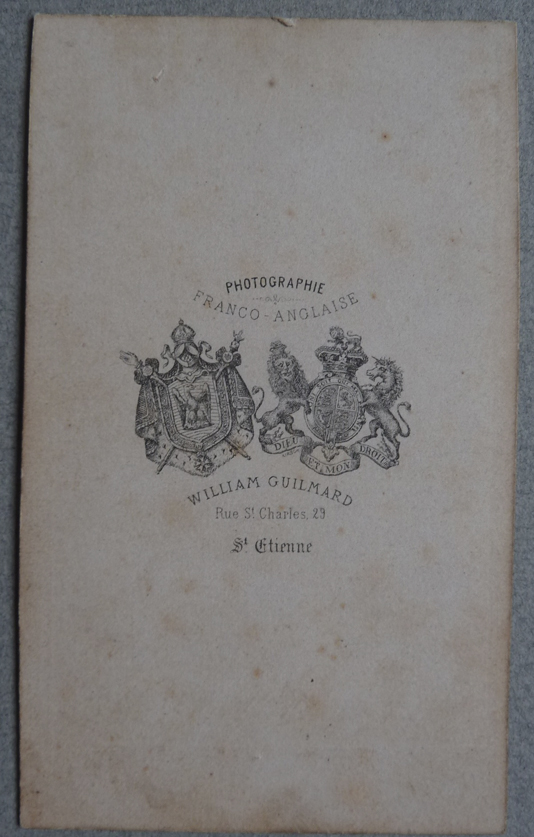 PHOTOGRAPHIE
FRANCO-ANGLAISE
DIEU ET MON DROIT
WILLIAM GUILMARD
Rue St Charles, 29
St Etienne